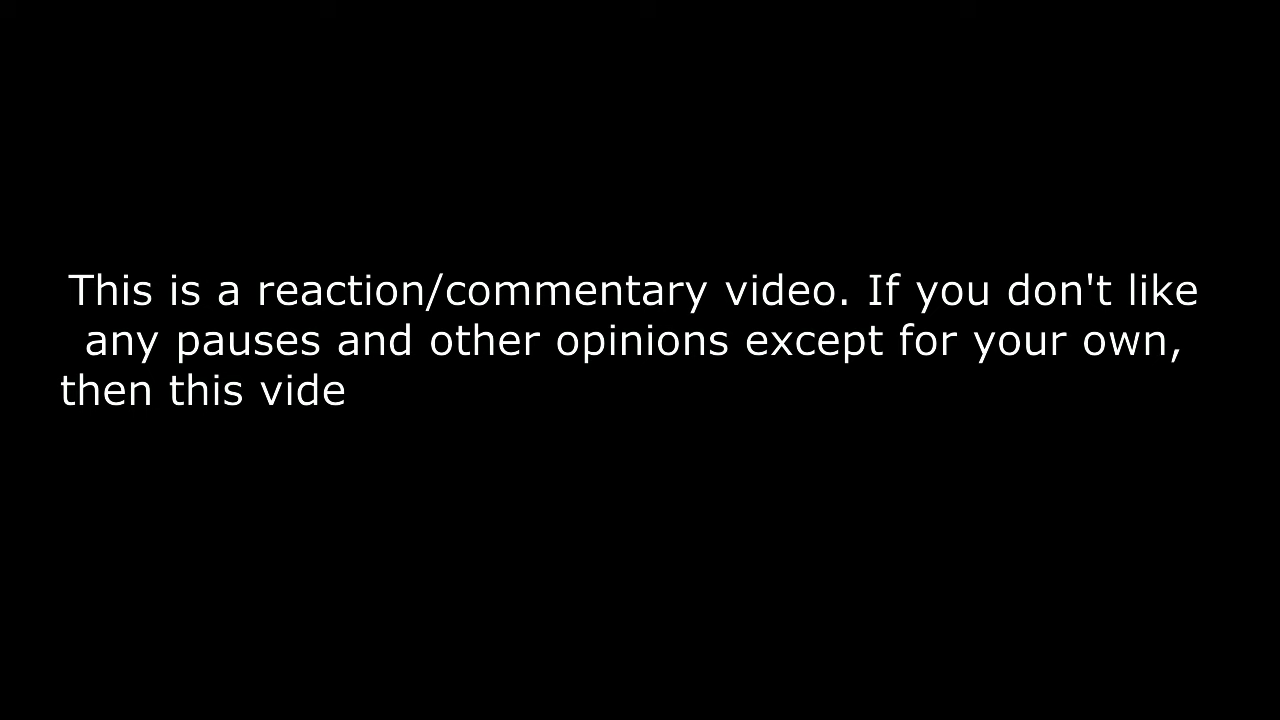 This is a reaction/commentary video. If you don't like
any pauses and other opinions except for your own,
then this vide